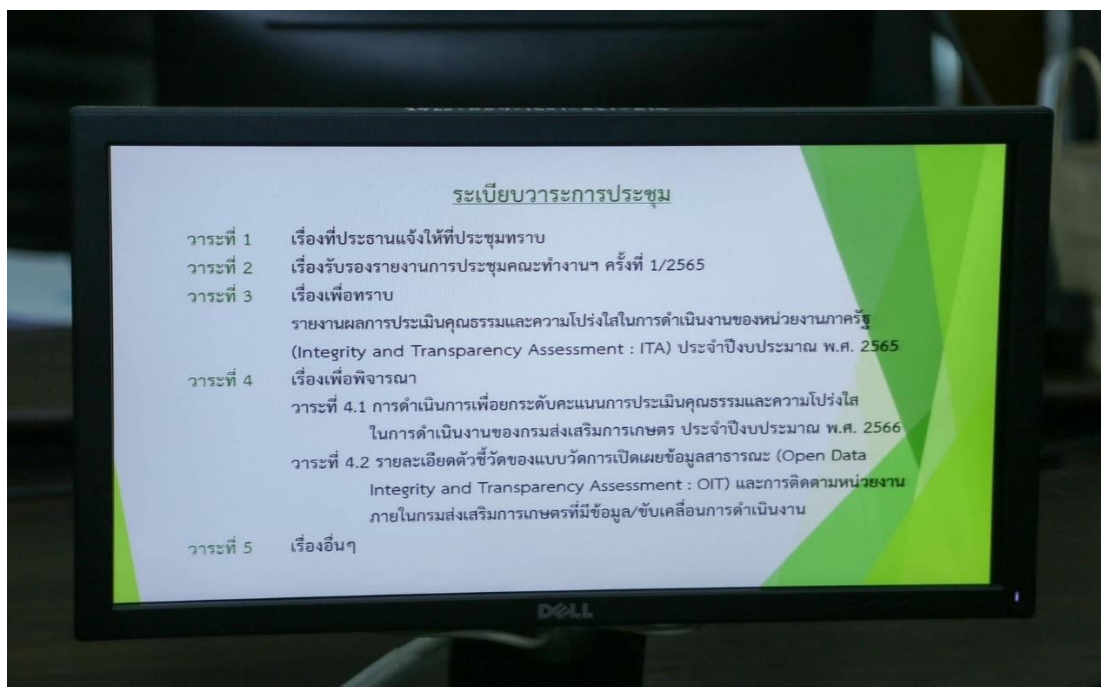 ระเบียบวาระการประชุม
วาระที่ 1 เรื่องที่ประธานแจ้งให้ที่ประชุมทราบ
วาระที่ 2 เรื่องรับรองรายงานการประชุมคณะทำงานฯ ครั้งที่ 1/2565
วาระที่ 3 เรื่องเพื่อทราบ
รายงานผลการประเมินคุณธรรมและความโปร่งใสในการดำเนินงานของหน่วยงานภาครัฐ
(Integrity and Transparency Assessment : ITA) ประจำปีงบประมาณ พ.ศ. 2565
วาระที่ 4 เรื่องเพื่อพิจารณา
วาระที่ 4.1 การดำเนินการเพื่อยกระดับคะแนนการประเมินคุณธรรมและความโปร่งใส
ในการดำเนินงานของกรมส่งเสริมการเกษตร ประจำปีงบประมาณ พ.ศ. 2566
วาระที่ 4.2 รายละเอียดตัวชี้วัดของแบบวัดการเปิดเผยข้อมูลสาธารณะ (Open Data
Integrity and Transparency Assessment : OIT) และการติดตามหน่วยงาน
ภายในกรมส่งเสริมการเกษตรที่มีข้อมูล/ขับเคลื่อนการดำเนินงาน
วาระที่ 5 เรื่องอื่นๆ
DELL